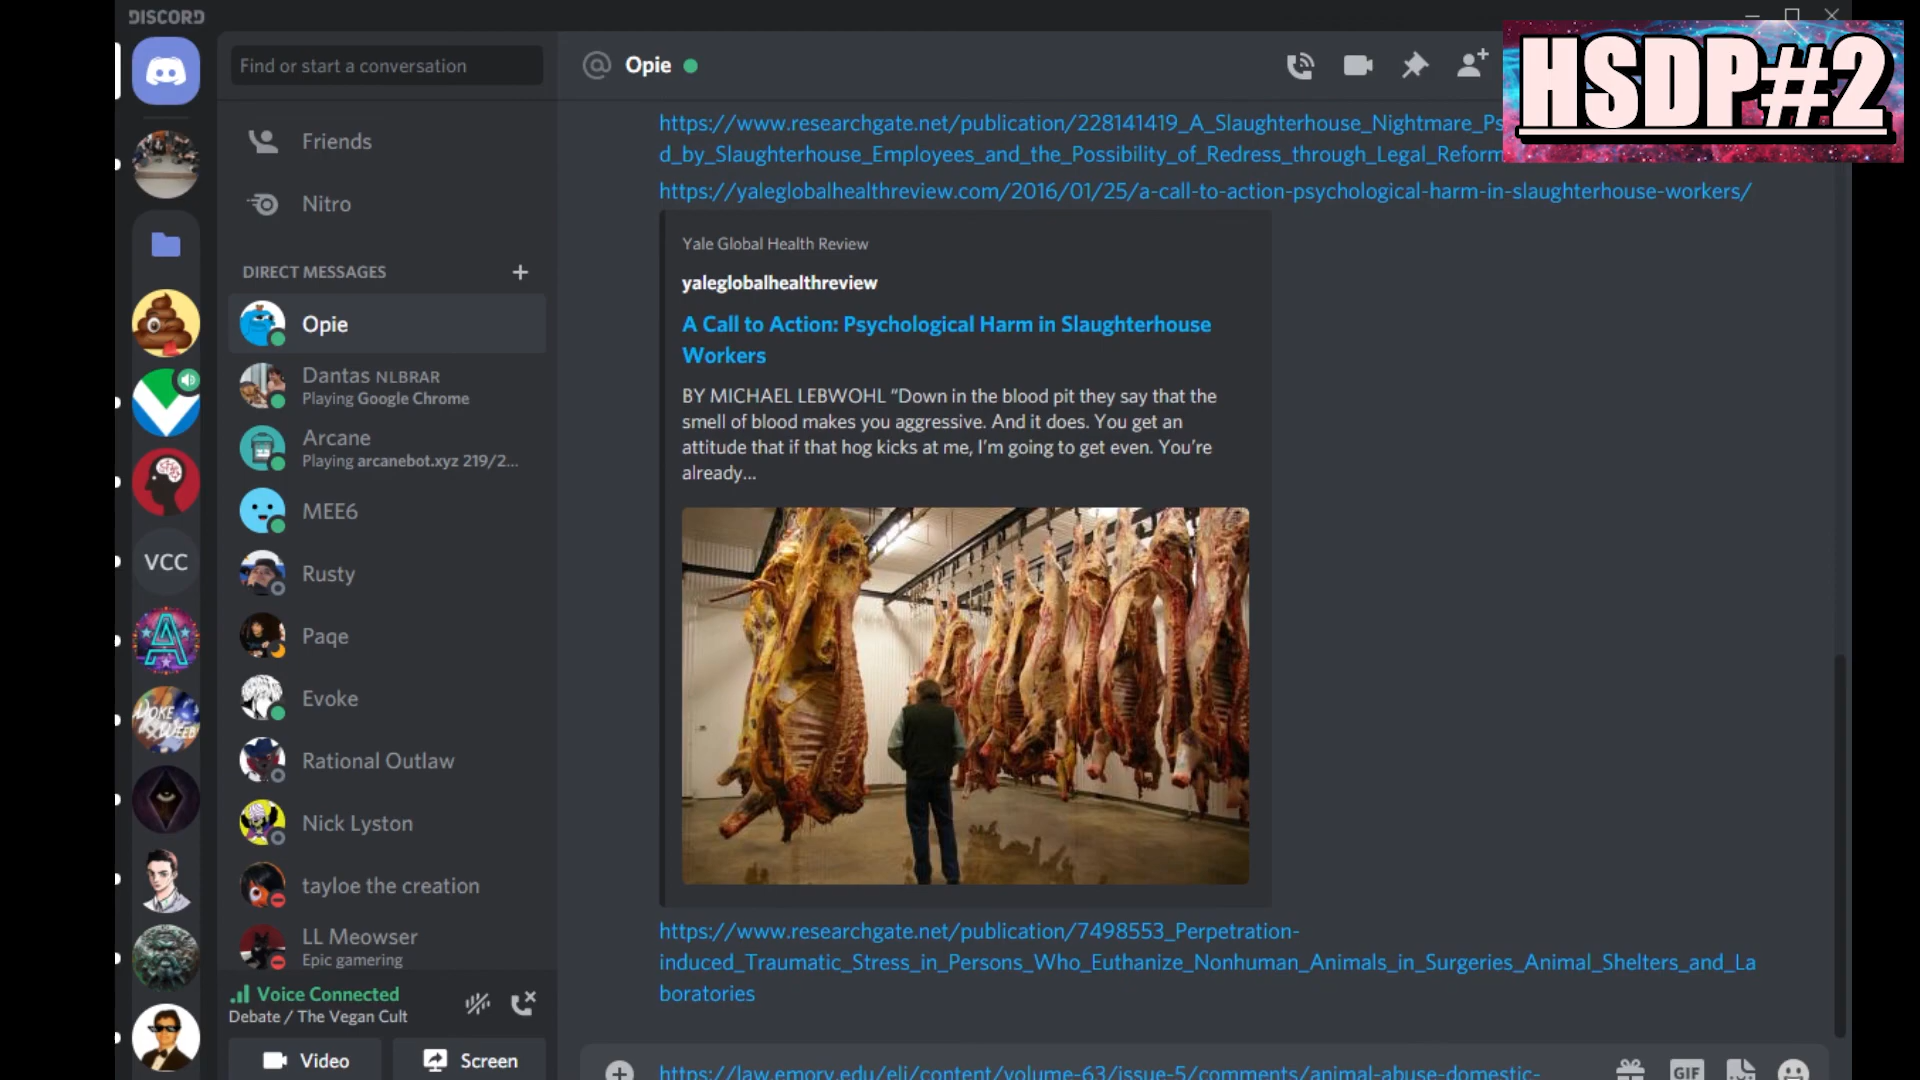 DISCORD
Find or start a conversation
Friends
Nitro
DIRECT MESSAGES
Opie
Dantas NLBRAR
Playing Google Chrome
Arcane
Playing arcanebot.xyz 219/2...
MEE6
Rusty
Paqe
Evoke
Rational Outlaw
Nick Lyston
tayloe the creation
LL Meowser
Epic gamering
Voice Connected
Debate / The Vegan Cult
Video
Screen
VCC
Opie
HSDP#2
https://www.researchgate.net/publication/228141419_A_Slaughterhouse_Nightmare_Ps
d_by_Slaughterhouse_Employees_and_the_Possibility_of_Redress_through_Legal_Reform
https://yaleglobalhealthreview.com/2016/01/25/a-call-to-action-psychological-harm-in-slaughterhouse-workers/
Yale Global Health Review
yaleglobalhealthreview
A Call to Action: Psychological Harm in Slaughterhouse
Workers
BY MICHAEL LEBWOHL “Down in the blood pit they say that the
smell of blood makes you aggressive. And it does. You get an
attitude that if that hog kicks at me, I’m going to get even. You’re
already...
https://www.researchgate.net/publication/7498553_Perpetration-
induced_Traumatic_Stress_in_Persons_Who_Euthanize_Nonhuman_Animals_in_Surgeries_Animal_Shelters_and_La
boratories
https://law.emory.edu/elj/content/volume-63/issue-5/comments/animal-abuse-domestic-
GIF